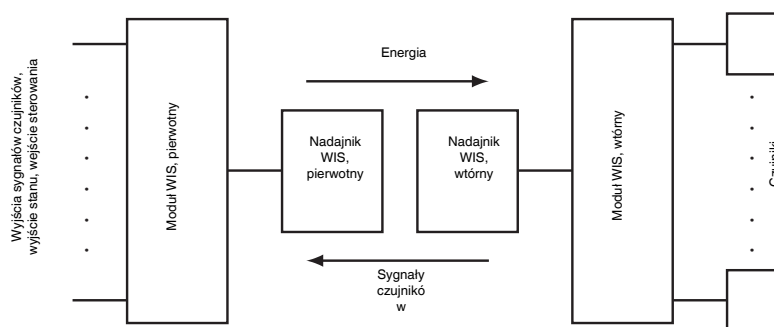 Wyjścia sygnałów czujników,
wyjście stanu, wejście sterowania
Moduł WIS, pierwotny
Energia
Nadajnik
WIS,
pierwotny
Nadajnik
WIS,
wtórny
Sygnały
czujnikó
w
Moduł WIS, wtórny
Czujniki